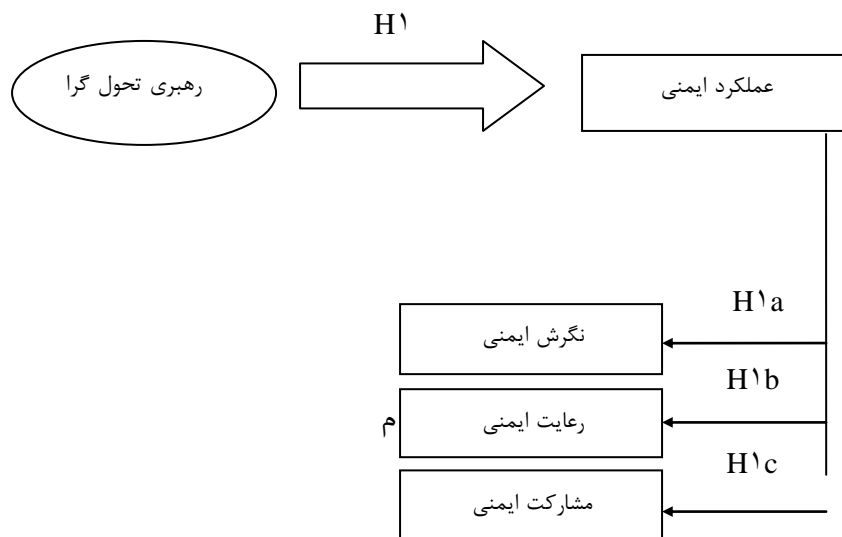 H۱
رهبری تحول گرا
عملکرد ایمنی
H۱a
نگرش ایمنی
H۱b
رعایت ایمنی
م
H۱c
مشارکت ایمنی